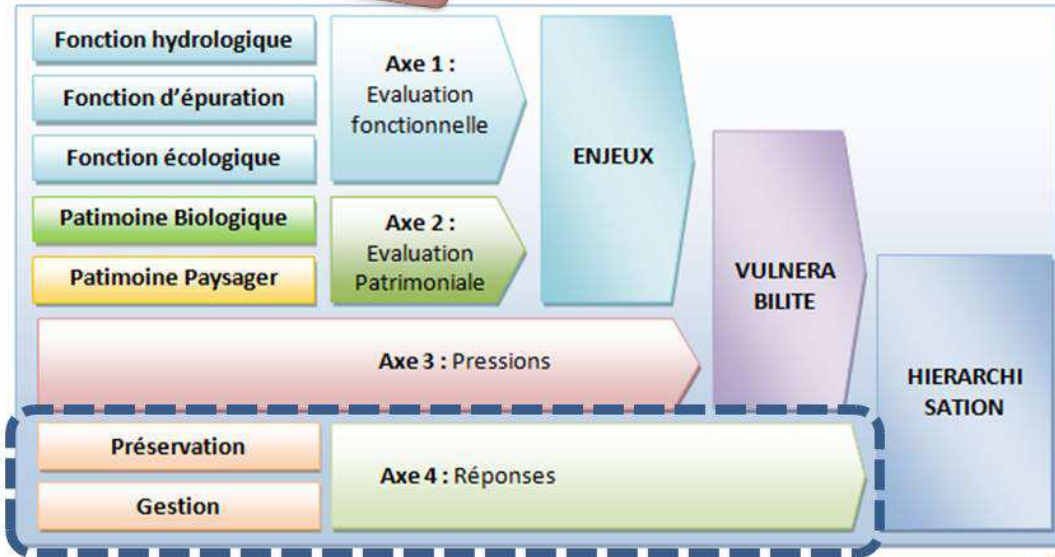 Fonction hydrologique
Fonction d'épuration
Fonction écologique
Patimoine Biologique
Patimoine Paysager
Axe 1 :
Evaluation
fonctionnelle
Axe 2 :
Evaluation
Patrimoniale
ENJEUX
Axe 3 : Pressions
VULNERA
BILITE
Préservation
Gestion
Axe 4 : Réponses
HIERARCHI
SATION